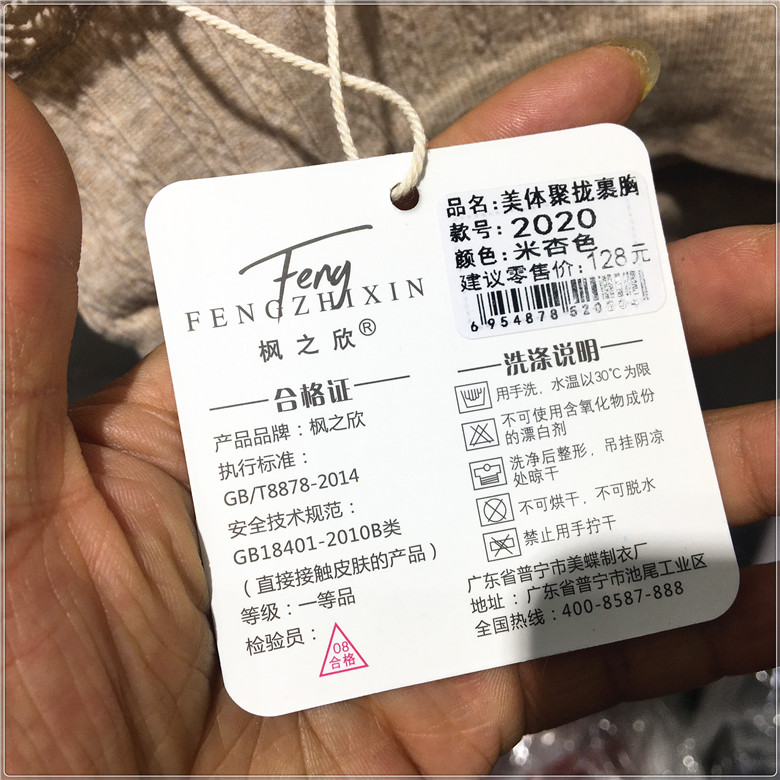 Feng
FENGZHIXIN
枫之欣®
合格证
产品品牌：枫之欣
执行标准：
GB/T8878-2014
安全技术规范：
GB18401-2010B类
（直接接触皮肤的产品）
等级：一等品
检验员：
08
合格
品名:美体聚拢裹胸
款号:2020
颜色:米杏色
建议零售价:128元
6 954878
洗涤说明
用手洗，水温以30℃为限
不可使用含氧化物成份
的漂白剂
洗净后整形，吊挂阴凉
处晾干
不可烘干，不可脱水
禁止用手拧干
广东省普宁市美蝶制衣厂
地址：广东省普宁市池尾工业区
全国热线：400-8587-888